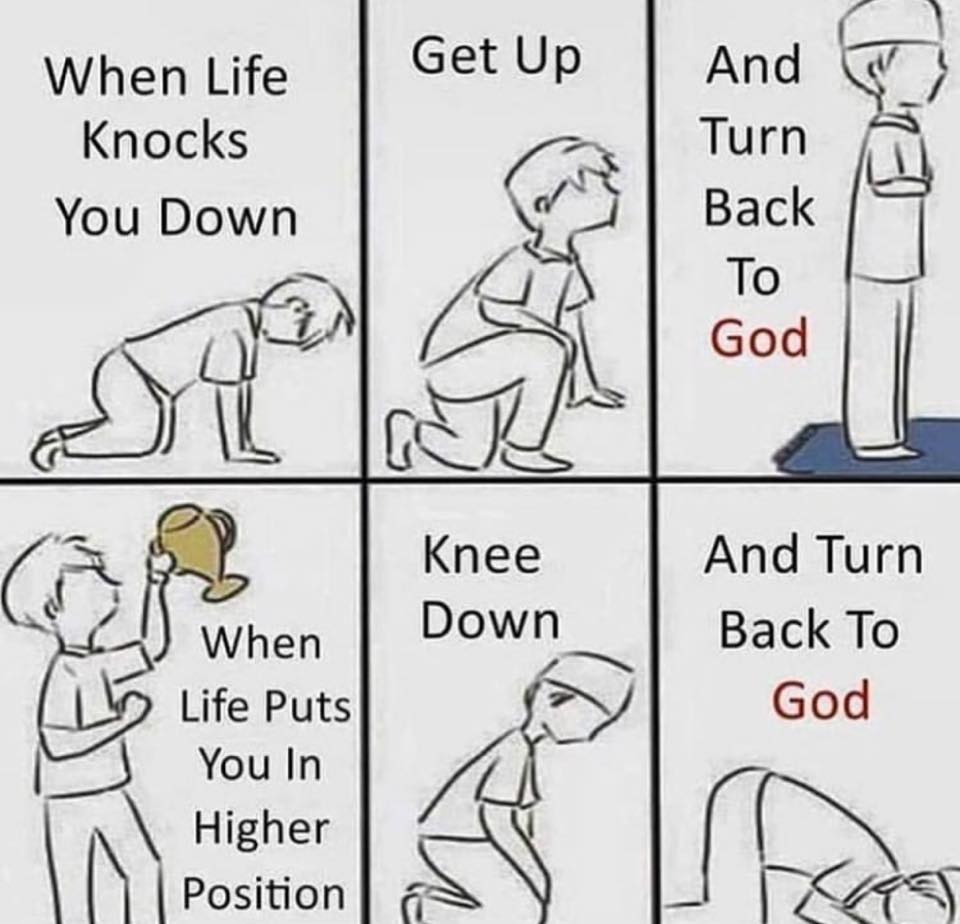 When Life
Knocks
You Down
Get Up
And
Turn
Back
To
God
When
Life Puts
You In
Higher
Position
Knee
Down
And Turn
Back To
God